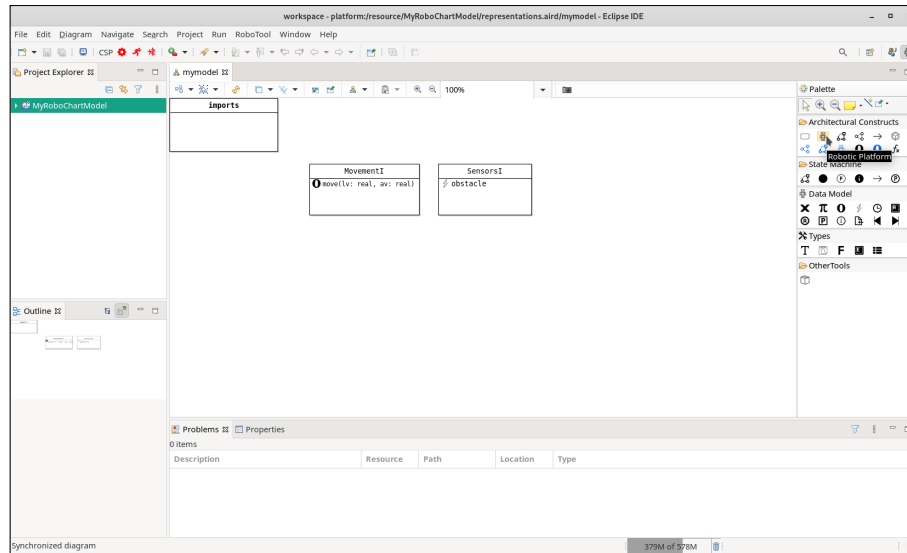 workspace - platform:/resource/MyRoboChartModel/representations.aird/mymodel - Eclipse IDE
File Edit Diagram Navigate Search Project Run RoboTool Window Help
CSP
Project Explorer
mymodel
MyRoboChartModel
100%
Palette
imports
Architectural Constructs
Robotic Platform
State Machine
MovementI
SensorsI
move(lv: real, av: real)
obstacle
Data Model
Types
OtherTools
Outline
Problems
Properties
0 items
Description Resource Path Location Type
Synchronized diagram
379M of 578M